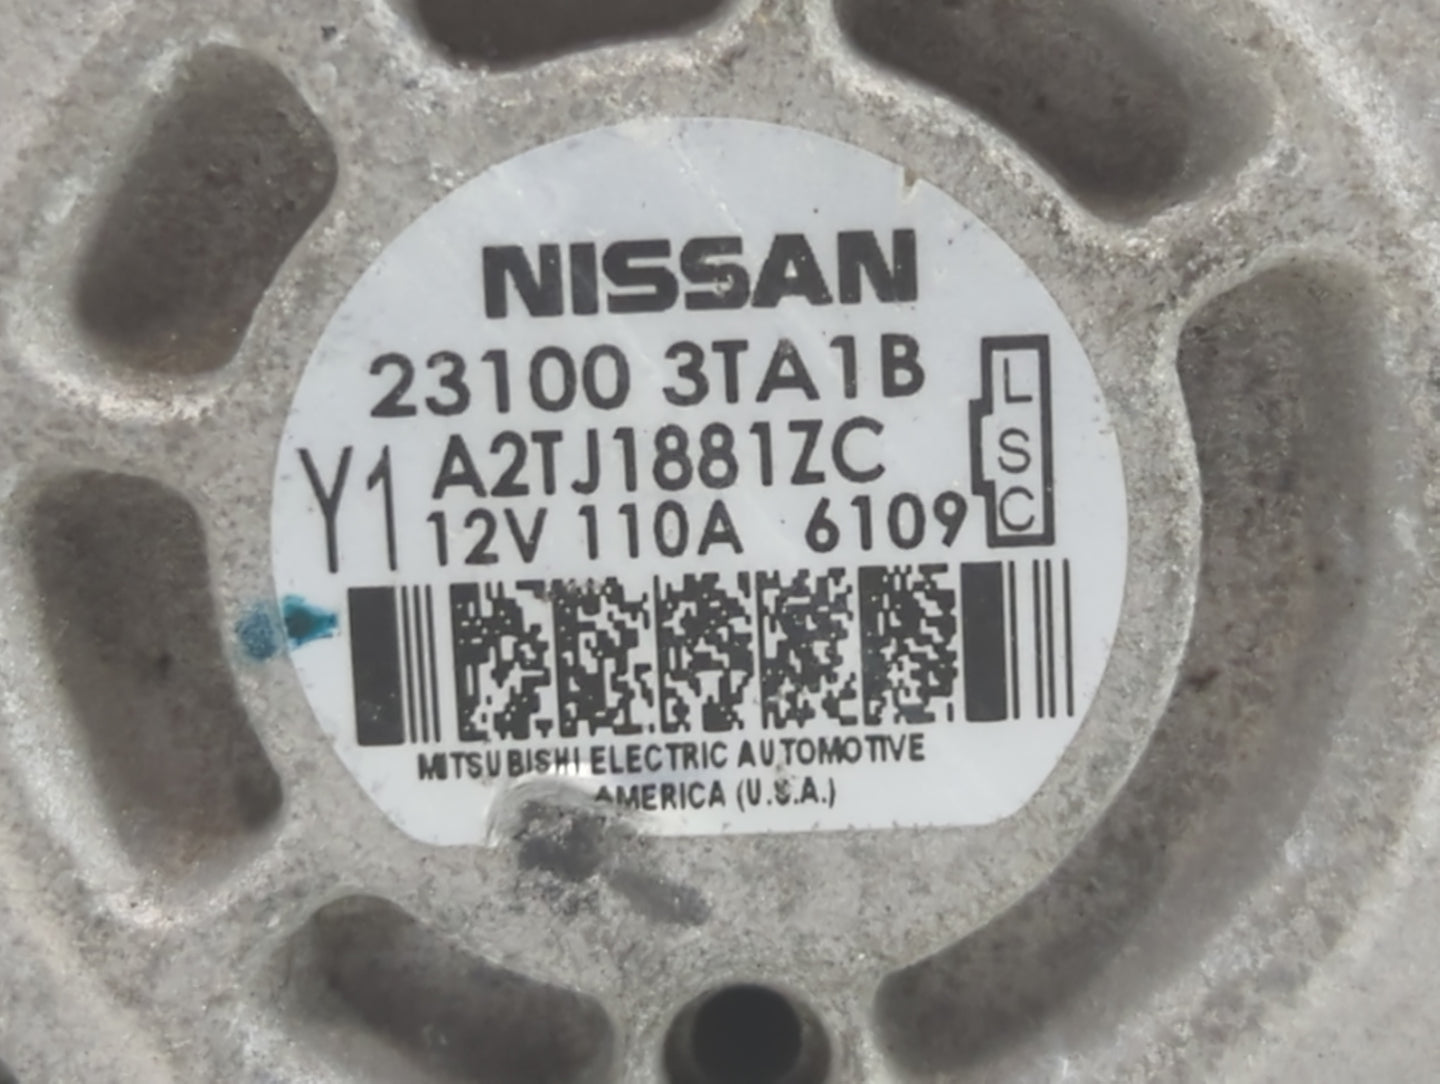 NISSAN
23100 3TA1B
Y1 A2TJ1881ZC
12V 110A 6109
L
S
C
MITSUBISHI ELECTRIC AUTOMOTIVE
AMERICA (U.S.A.)